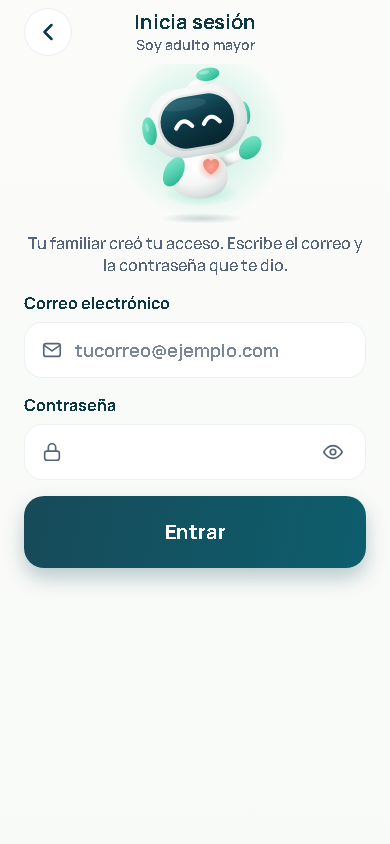 Inicia sesión
Soy adulto mayor
Tu familiar creó tu acceso. Escribe el correo y
la contraseña que te dio.
Correo electrónico
tucorreo@ejemplo.com
Contraseña
Entrar